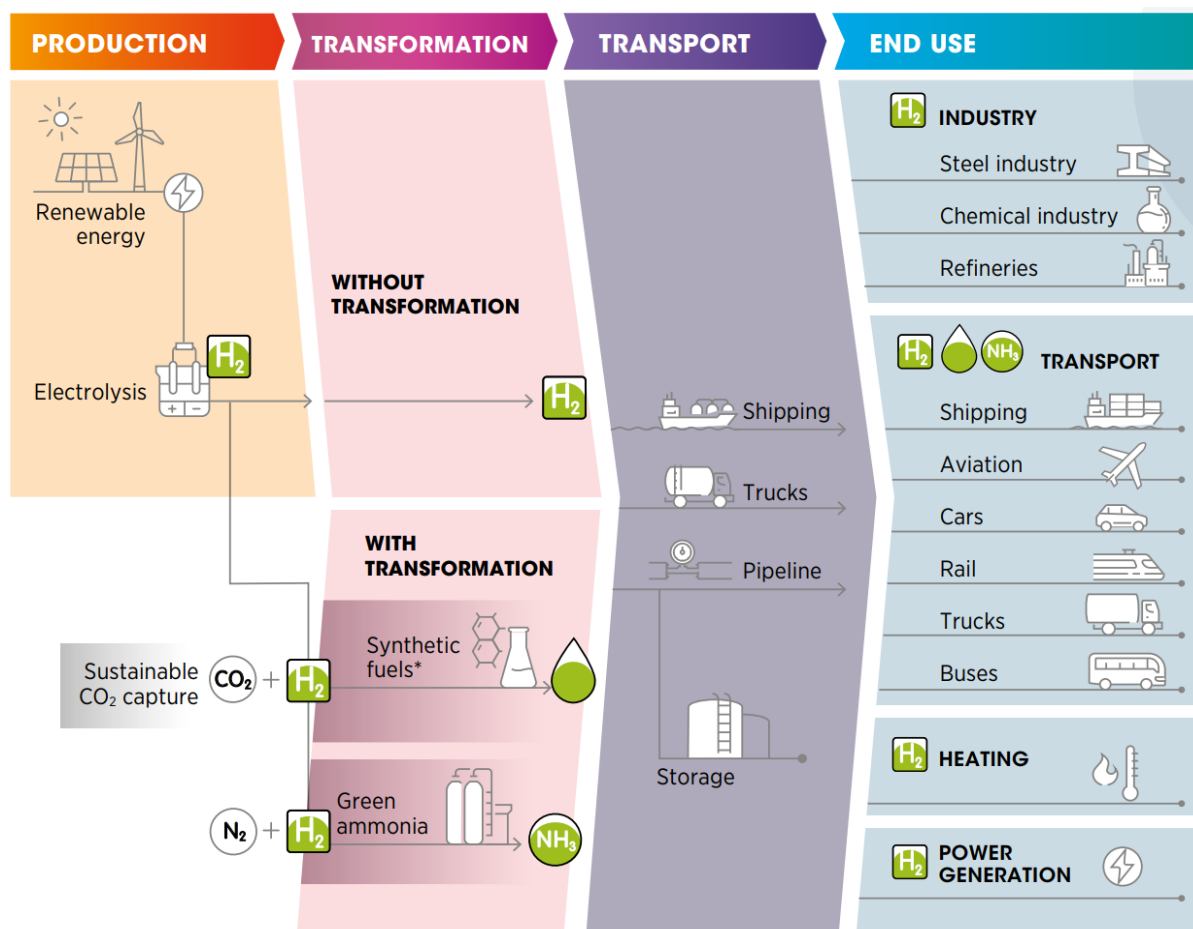 PRODUCTION
TRANSFORMATION
TRANSPORT
END USE
Renewable
energy
Electrolysis
H₂
WITHOUT
TRANSFORMATION
H₂
WITH
TRANSFORMATION
Sustainable
CO₂ capture
CO₂ + H₂
Synthetic
fuels*
N₂ + H₂
Green
ammonia
NH₃
Shipping
Trucks
Pipeline
Storage
H₂ INDUSTRY
Steel industry
Chemical industry
Refineries
H₂ NH₃ TRANSPORT
Shipping
Aviation
Cars
Rail
Trucks
Buses
H₂ HEATING
H₂ POWER
GENERATION